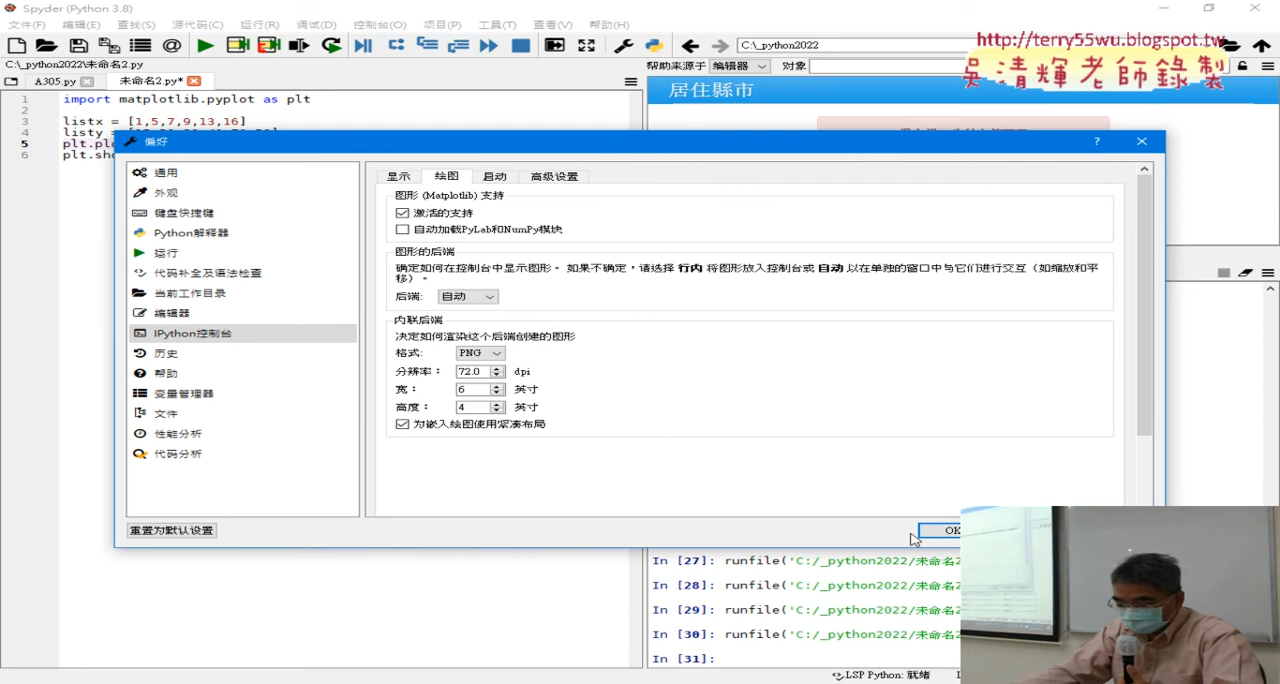 Spyder (Python 3.8)
文件(F) 编辑(E) 查找(S) 源代码(C) 运行(R) 调试(D) 控制台(O) 项目(P) 工具(T) 查看(V) 帮助(H)
C:\_python2022
http://terry55wu.blogspot.tw
吳清輝老師錄製
C:\_python2022\未命名2.py
帮助来源于 编辑器 对象
A305.py 未命名2.py*
居住縣市
1 import matplotlib.pyplot as plt
2
3 listx = [1,5,7,9,13,16]
4 listy =
5 plt.pl
6 plt.sh
偏好
?
通用
外观
键盘快捷键
Python解释器
运行
代码补全及语法检查
当前工作目录
编辑器
IPython控制台
历史
帮助
变量管理器
文件
性能分析
代码分析
重置为默认设置
显示 绘图 启动 高级设置
图形 (Matplotlib) 支持
激活的支持
自动加载PyLab和NumPy模块
图形的后端
确定如何在控制台中显示图形。 如果不确定，请选择 行内 将图形放入控制台或 自动 以在单独的窗口中与它们进行交互（如缩放和平
移）。
后端: 自动
内联后端
决定如何渲染这个后端创建的图形
格式: PNG
分辨率： 72.0 dpi
宽： 6 英寸
高度： 4 英寸
为嵌入绘图使用紧凑布局
OK
In [27]: runfile('C:/_python2022/未命名2
In [28]: runfile('C:/_python2022/未命名2
In [29]: runfile('C:/_python2022/未命名2
In [30]: runfile('C:/_python2022/未命名2
In [31]:
LSP Python: 就绪